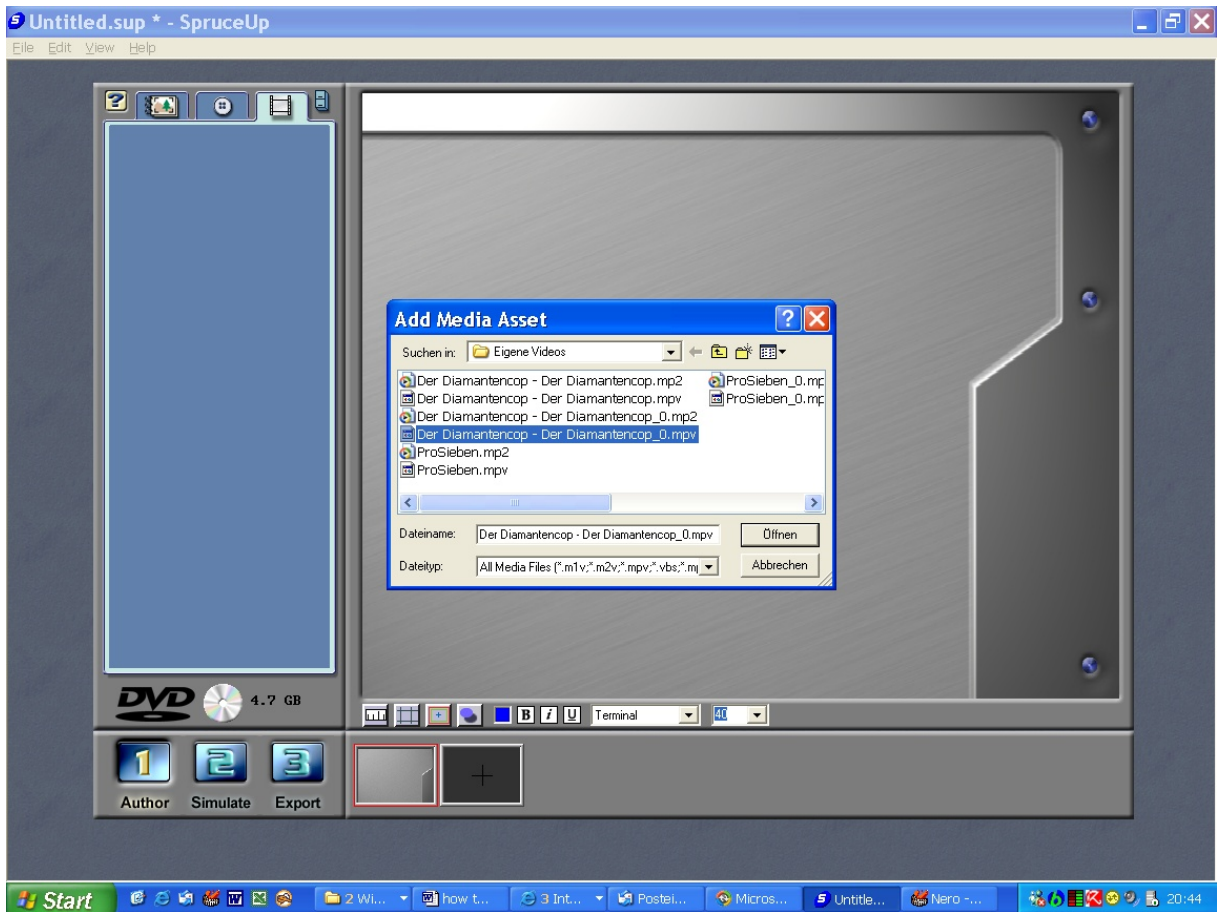 Untitled.sup * - SpruceUp
File Edit View Help
Add Media Asset
Suchen in: Eigene Videos
Der Diamantencop - Der Diamantencop.mp2
Der Diamantencop - Der Diamantencop.mpv
Der Diamantencop - Der Diamantencop_0.mp2
Der Diamantencop - Der Diamantencop_0.mpv
ProSieben.mp2
ProSieben.mpv
ProSieben_0.mp
ProSieben_0.mp
Dateiname: Der Diamantencop - Der Diamantencop_0.mpv Öffnen
Dateityp: All Media Files (*.m1v;*.m2v;*.mpv;*.vbs;*.m Abbrechen
DVD 4.7 GB
B i U Terminal 40
1 2 3
Author Simulate Export
Start 2 Wi... how t... 3 Int... Postei... Micros... Untitle... Nero -... 20:44